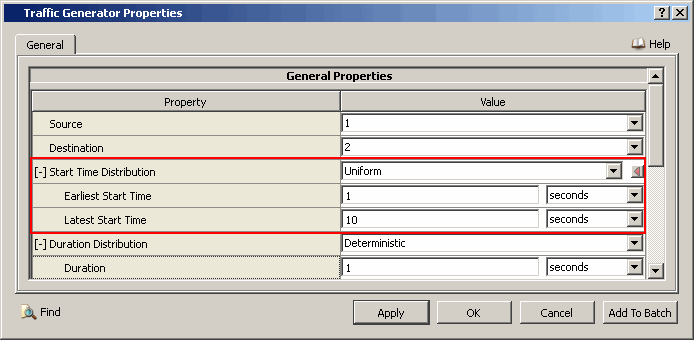 Traffic Generator Properties
General
Help
General Properties
Property Value
Source 1
Destination 2
[-] Start Time Distribution Uniform
Earliest Start Time 1 seconds
Latest Start Time 10 seconds
[-] Duration Distribution Deterministic
Duration 1 seconds
Find Apply OK Cancel Add To Batch